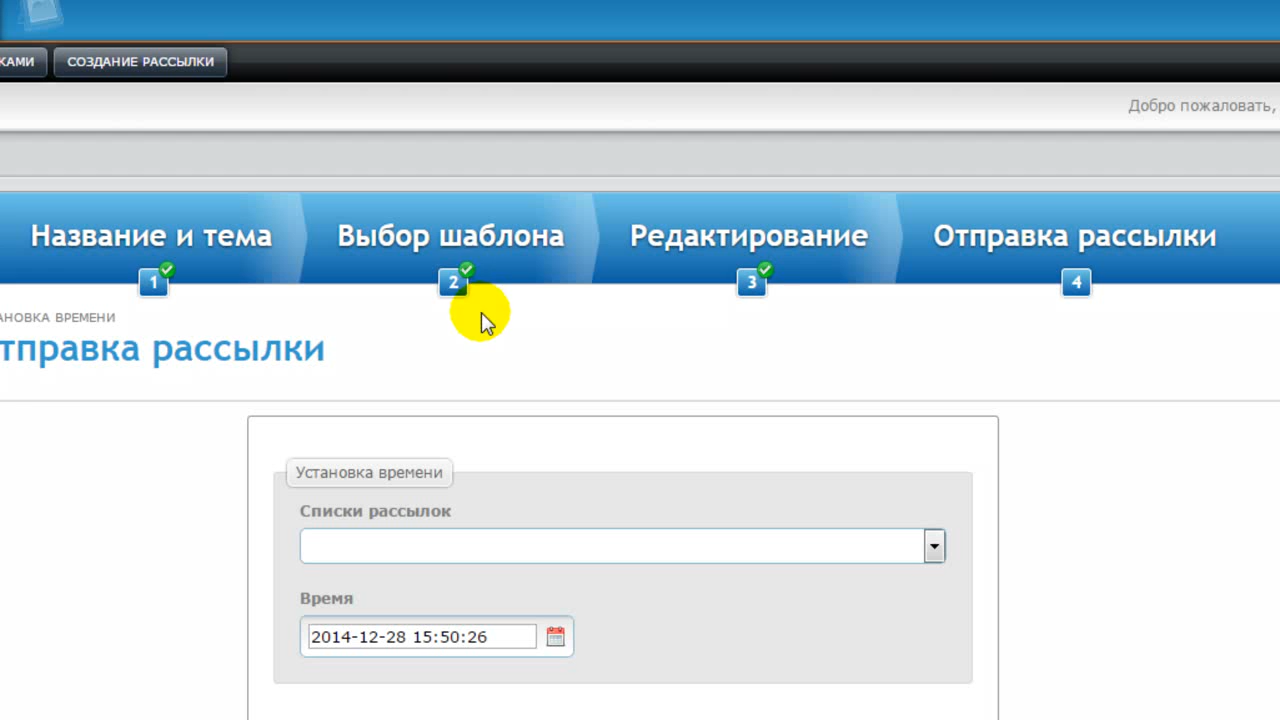 КАМИ СОЗДАНИЕ РАССЫЛКИ
Добро пожаловать,
Название и тема Выбор шаблона Редактирование Отправка рассылки
1 2 3 4
АНОВКА ВРЕМЕНИ
тправка рассылки
Установка времени
Списки рассылок
Время
2014-12-28 15:50:26